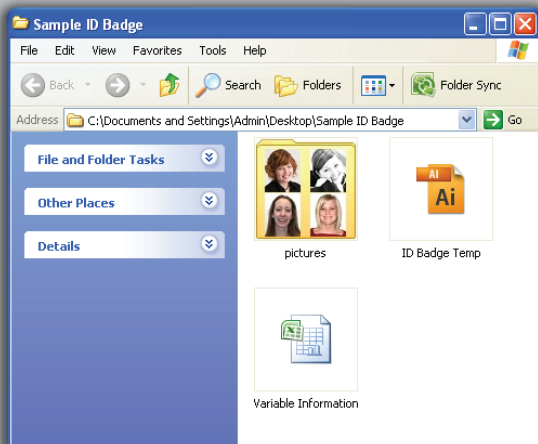 Sample ID Badge
File Edit View Favorites Tools Help
Back Search Folders Folder Sync
Address C:\Documents and Settings\Admin\Desktop\Sample ID Badge Go
File and Folder Tasks
Other Places
Details
AI
Ai
pictures ID Badge Temp
Variable Information